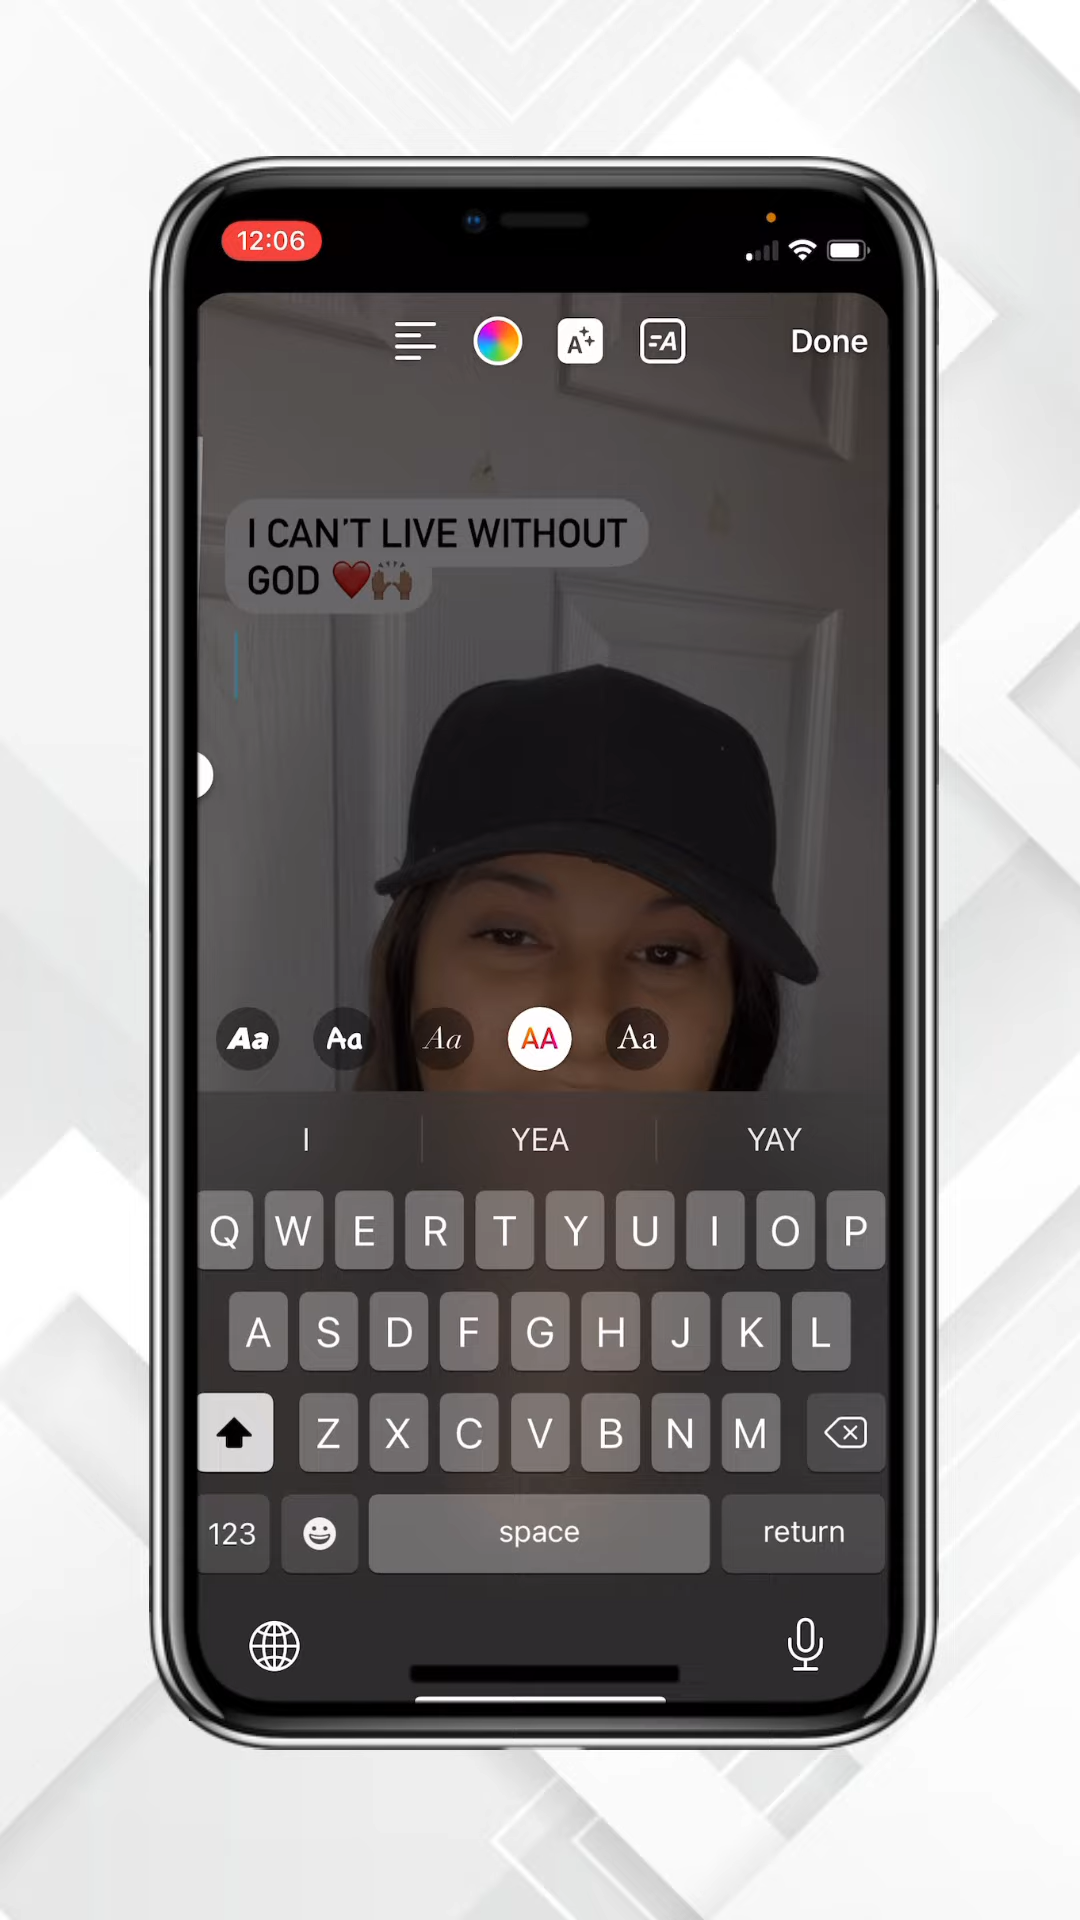 12:06
A
=A
Done
I CAN'T LIVE WITHOUT
GOD ❤️🙌🏽
Aa Aa Aa AA Aa
I YEA YAY
Q W E R T Y U I O P
A S D F G H J K L
Z X C V B N M
123 space return